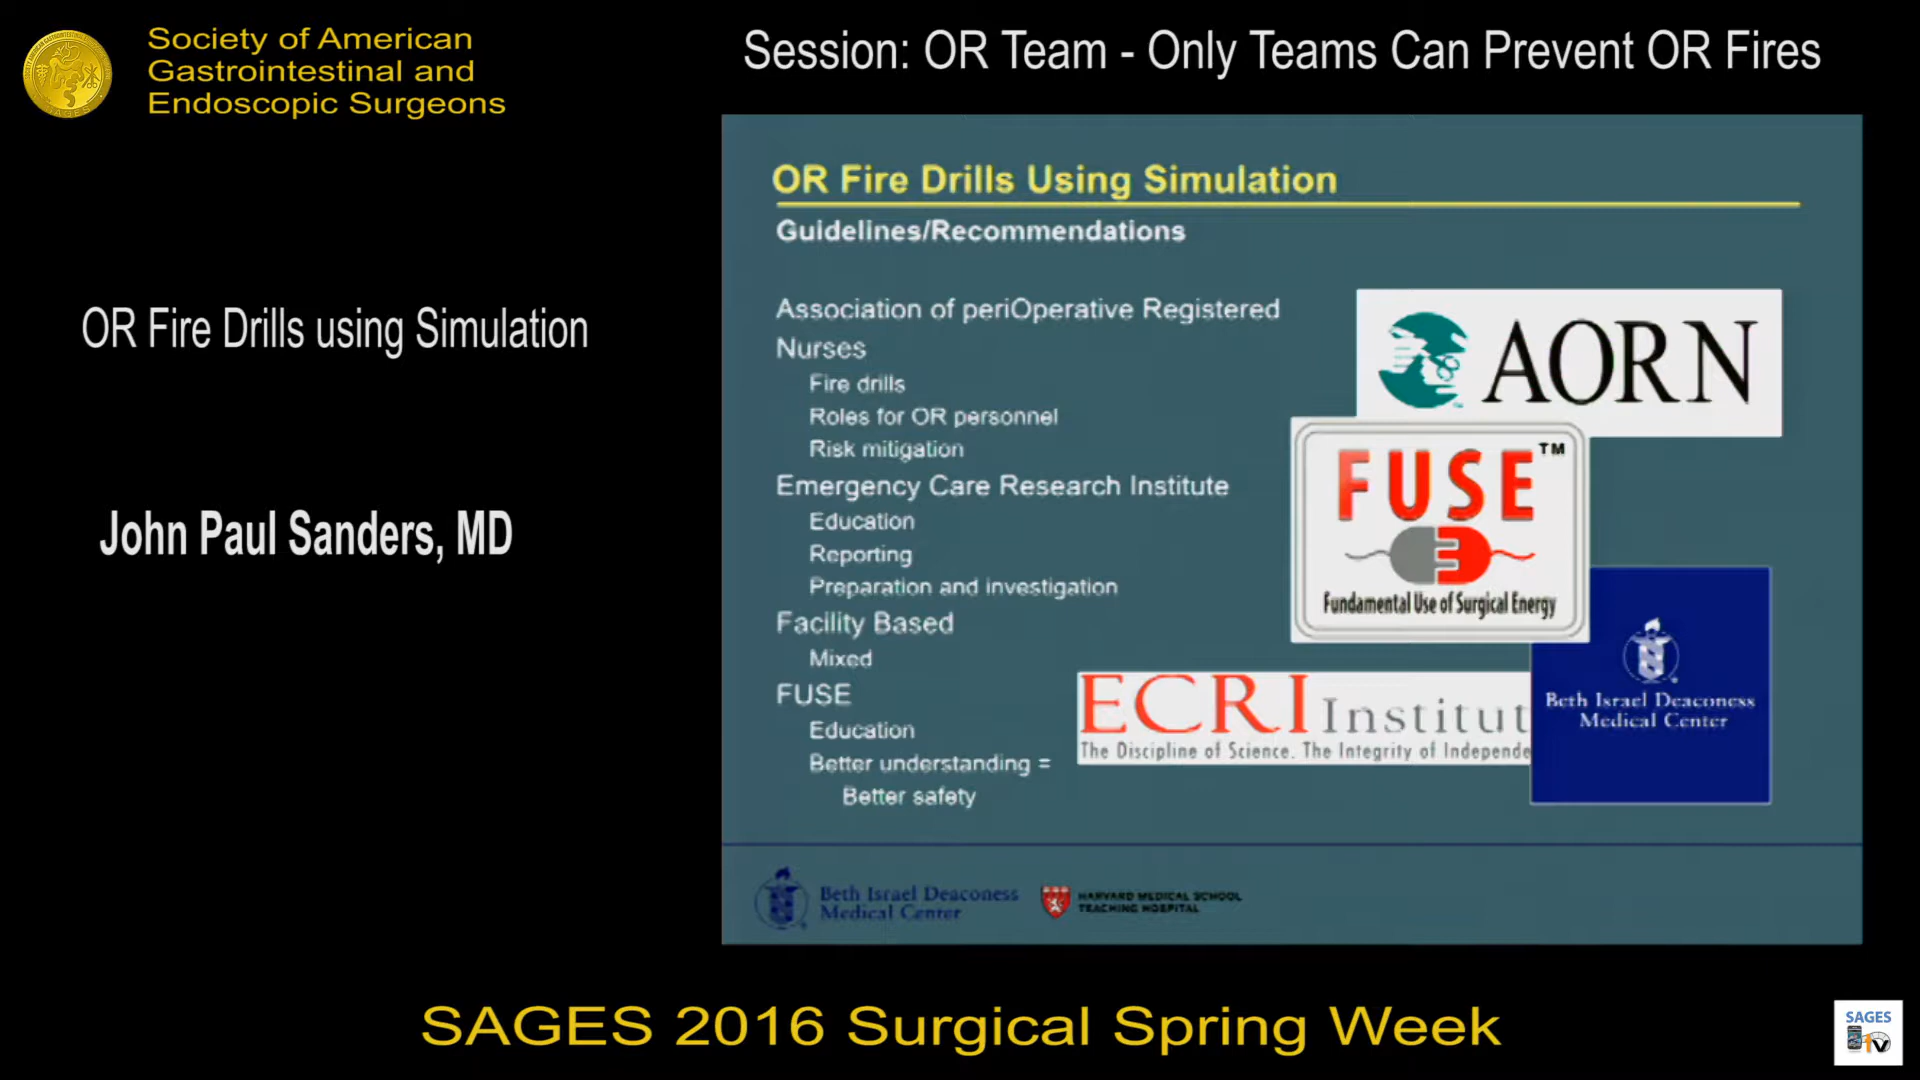 Society of American
Gastrointestinal and
Endoscopic Surgeons
Session: OR Team - Only Teams Can Prevent OR Fires
OR Fire Drills using Simulation
John Paul Sanders, MD
OR Fire Drills Using Simulation
Guidelines/Recommendations
Association of periOperative Registered
Nurses
Fire drills
Roles for OR personnel
Risk mitigation
Emergency Care Research Institute
Education
Reporting
Preparation and investigation
Facility Based
Mixed
FUSE
Education
Better understanding =
Better safety
AORN
FUSE™
Fundamental Use of Surgical Energy
ECRI Institut
The Discipline of Science. The Integrity of Independe
Beth Israel Deaconess
Medical Center
Beth Israel Deaconess
Medical Center
HARVARD MEDICAL SCHOOL
TEACHING HOSPITAL
SAGES 2016 Surgical Spring Week
SAGES
TV